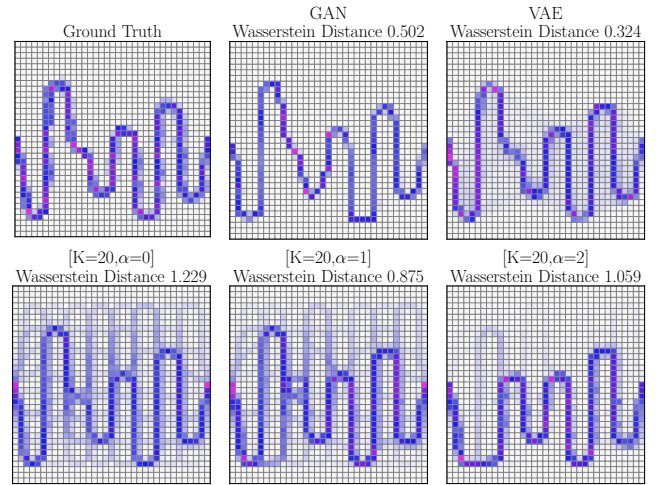 Ground Truth
GAN
Wasserstein Distance 0.502
VAE
Wasserstein Distance 0.324
[K=20,α=0]
Wasserstein Distance 1.229
[K=20,α=1]
Wasserstein Distance 0.875
[K=20,α=2]
Wasserstein Distance 1.059